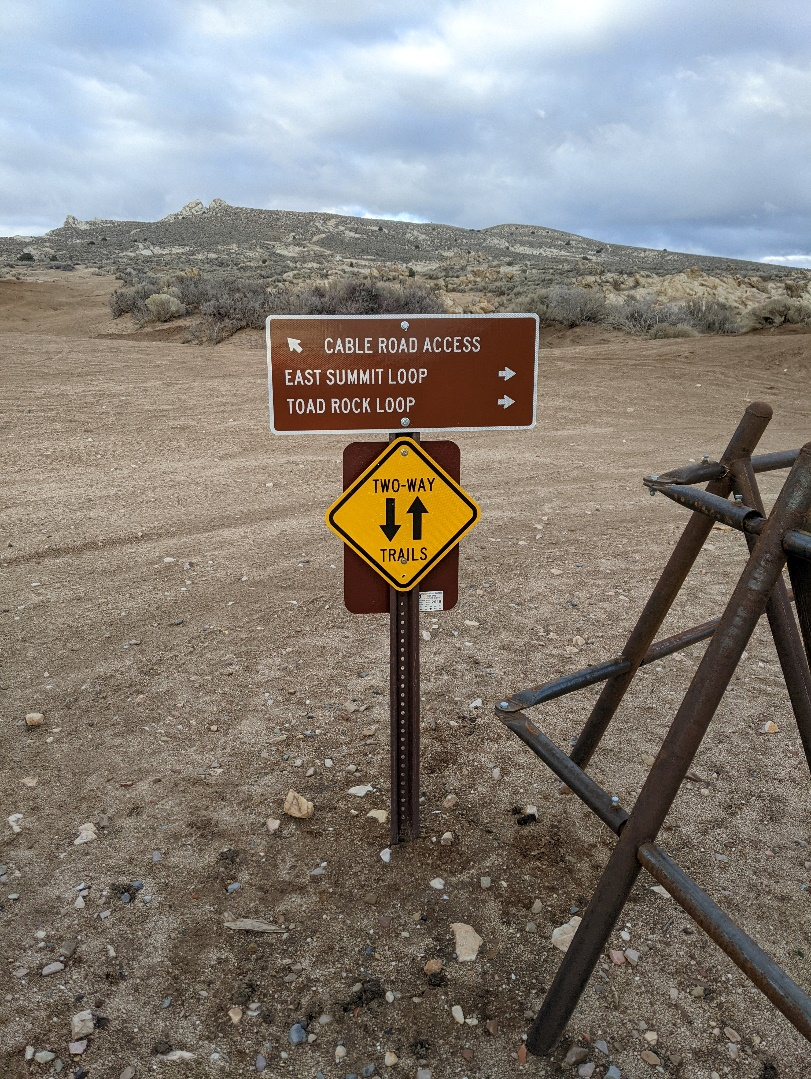 CABLE ROAD ACCESS
EAST SUMMIT LOOP
TOAD ROCK LOOP
TWO-WAY
TRAILS